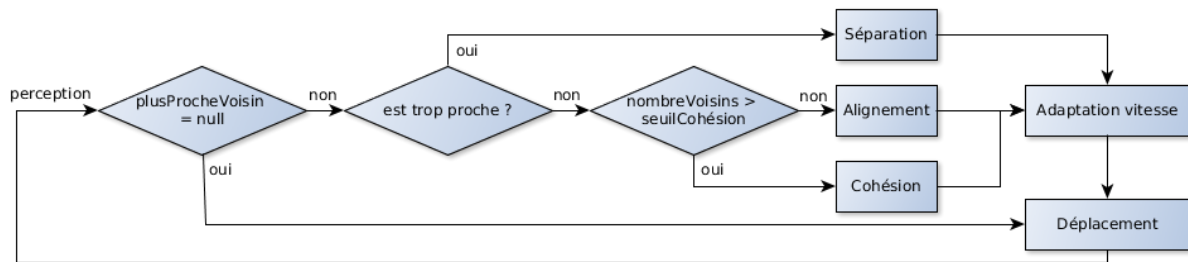 perception
plusProcheVoisin
= null
non
oui
est trop proche ?
oui
non
nombreVoisins >
seuilCohésion
non
oui
Séparation
Alignement
Cohésion
Adaptation vitesse
Déplacement